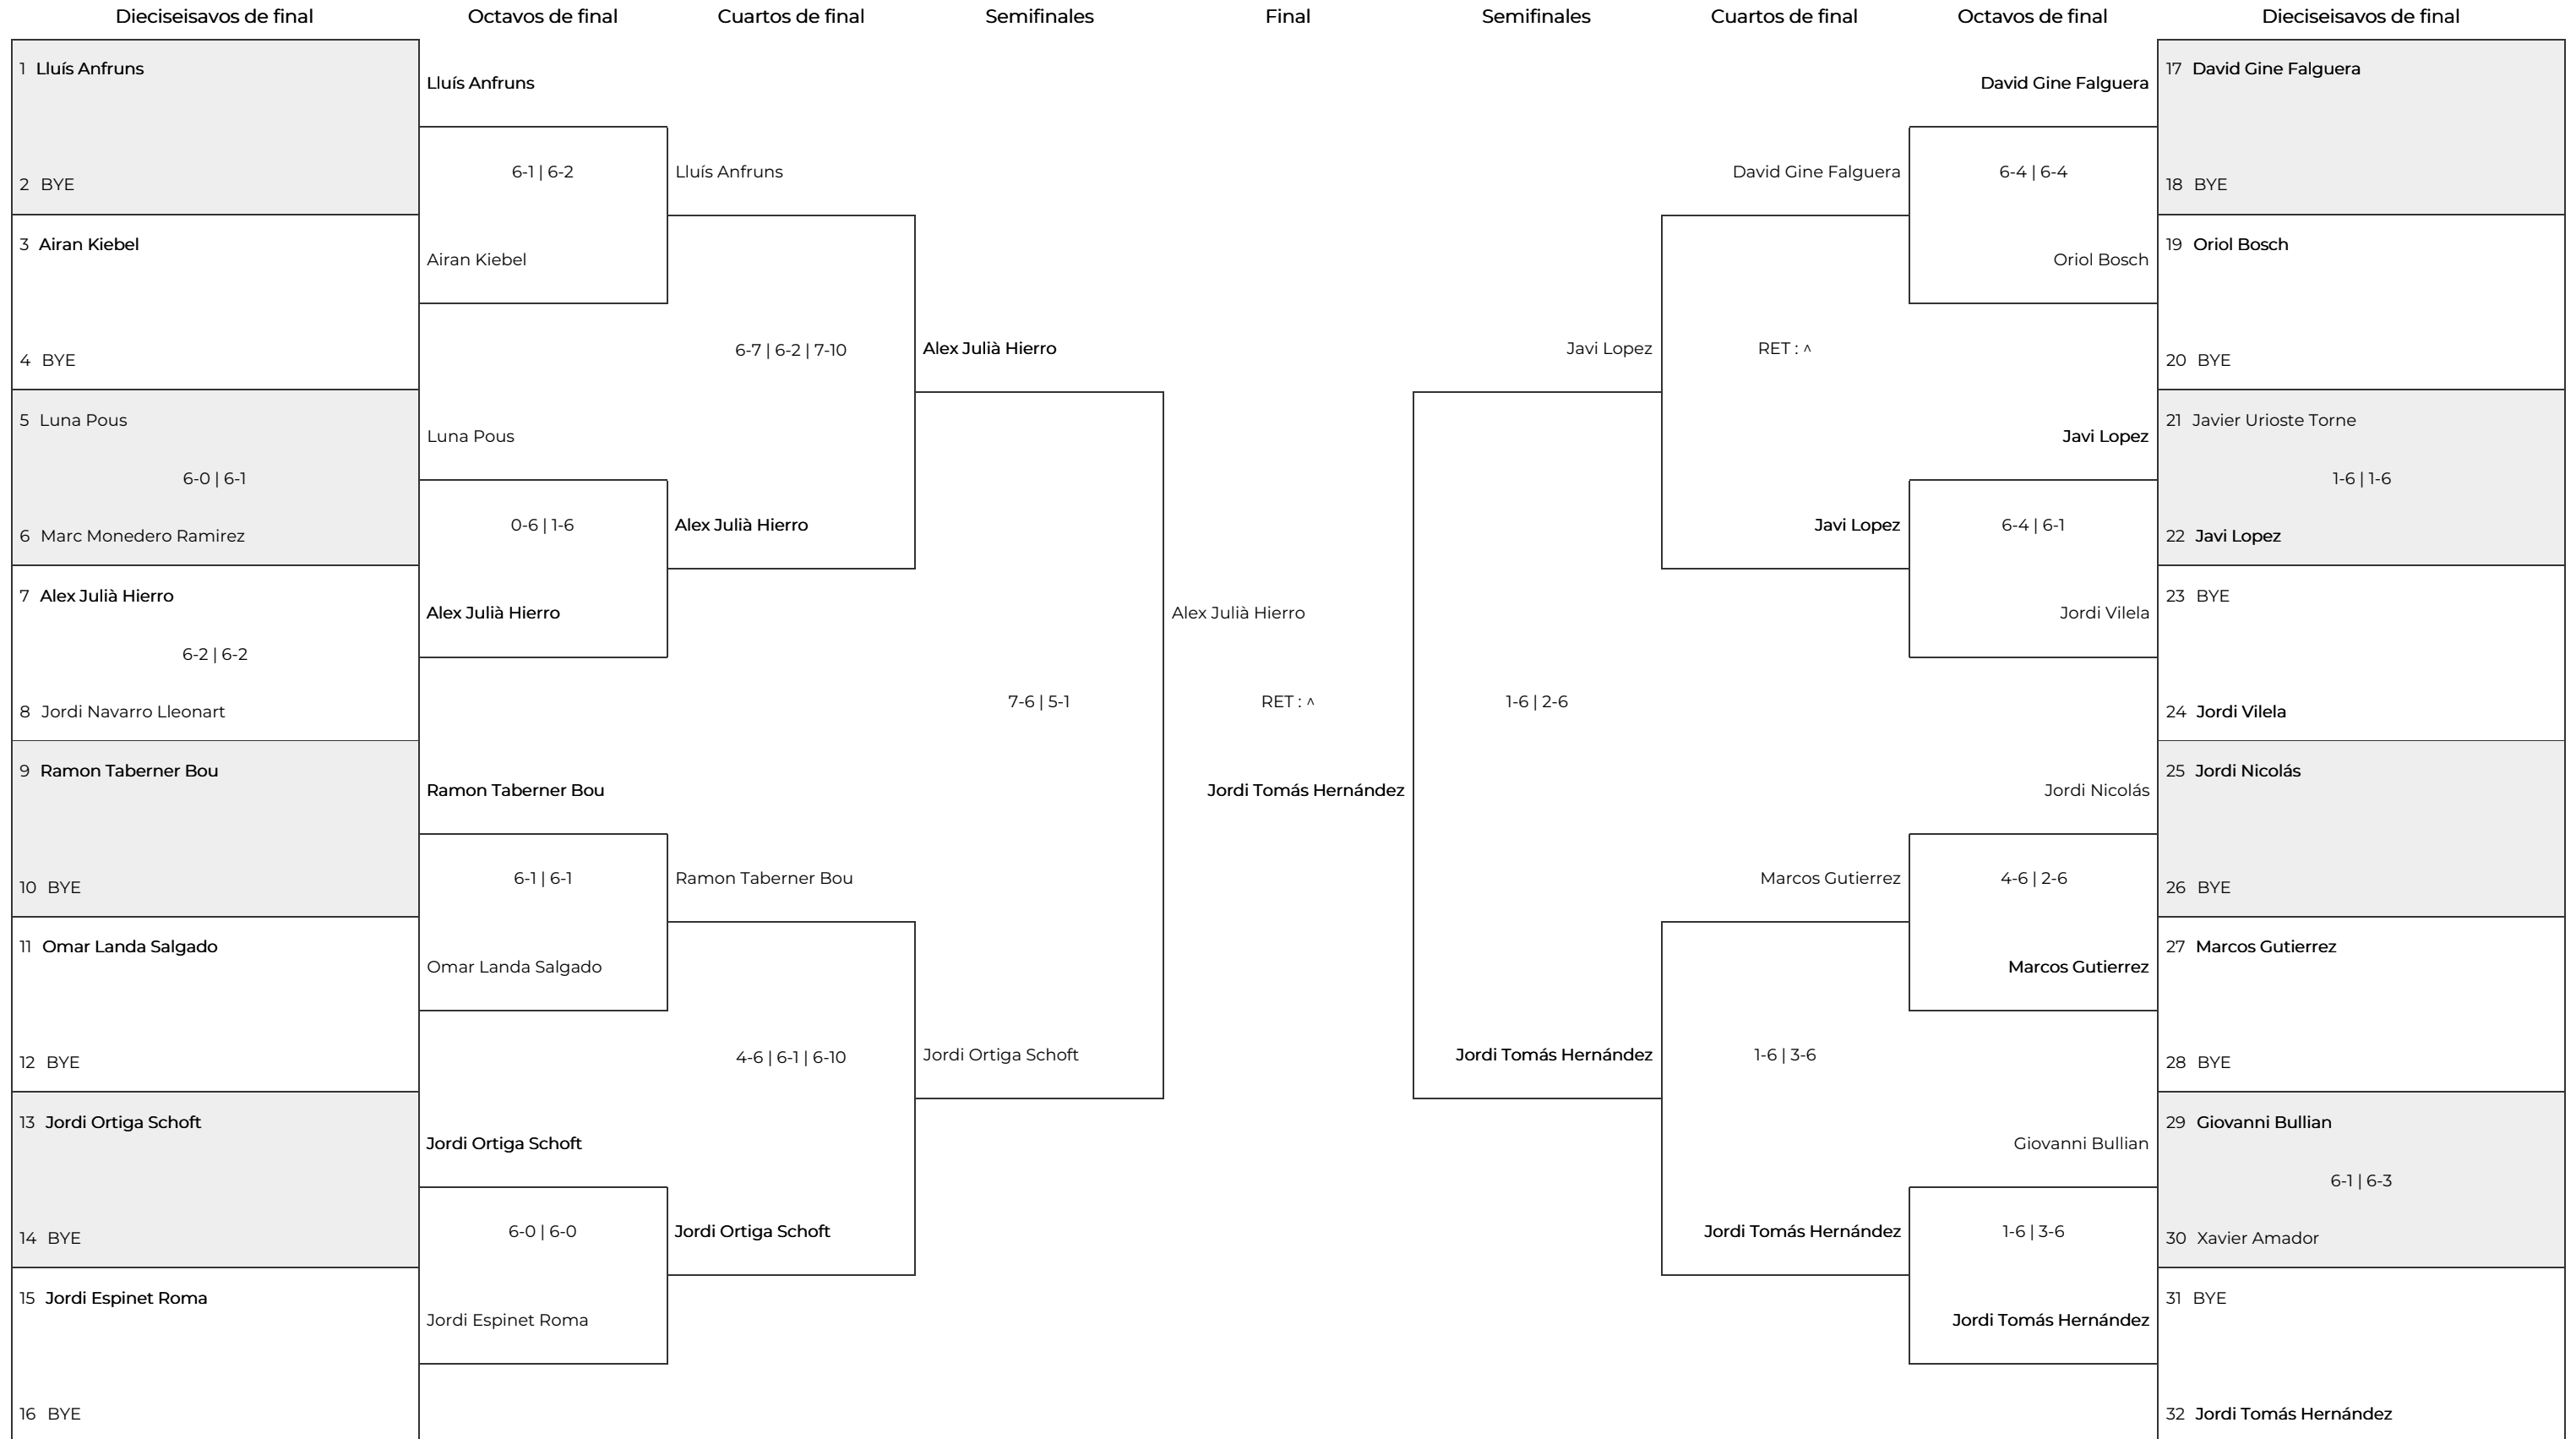 Dieciseisavos de final
Octavos de final
Cuartos de final
Semifinales
Final
Semifinales
Cuartos de final
Octavos de final
Dieciseisavos de final
1 Lluís Anfruns
2 BYE
3 Airan Kiebel
4 BYE
5 Luna Pous
6-0 | 6-1
6 Marc Monedero Ramirez
7 Alex Julià Hierro
6-2 | 6-2
8 Jordi Navarro Lleonart
9 Ramon Taberner Bou
10 BYE
11 Omar Landa Salgado
12 BYE
13 Jordi Ortiga Schoft
14 BYE
15 Jordi Espinet Roma
16 BYE
Lluís Anfruns
6-1 | 6-2
Airan Kiebel
Luna Pous
0-6 | 1-6
Alex Julià Hierro
Ramon Taberner Bou
6-1 | 6-1
Omar Landa Salgado
Jordi Ortiga Schoft
6-0 | 6-0
Jordi Espinet Roma
Lluís Anfruns
6-7 | 6-2 | 7-10
Alex Julià Hierro
Ramon Taberner Bou
4-6 | 6-1 | 6-10
Jordi Ortiga Schoft
Alex Julià Hierro
7-6 | 5-1
Jordi Ortiga Schoft
Alex Julià Hierro
RET : ^
Jordi Tomás Hernández
Javi Lopez
1-6 | 2-6
Jordi Tomás Hernández
David Gine Falguera
RET : ^
Javi Lopez
Marcos Gutierrez
1-6 | 3-6
Jordi Tomás Hernández
David Gine Falguera
6-4 | 6-4
Oriol Bosch
Javi Lopez
6-4 | 6-1
Jordi Vilela
Jordi Nicolás
4-6 | 2-6
Marcos Gutierrez
Giovanni Bullian
1-6 | 3-6
Jordi Tomás Hernández
17 David Gine Falguera
18 BYE
19 Oriol Bosch
20 BYE
21 Javier Urioste Torne
1-6 | 1-6
22 Javi Lopez
23 BYE
24 Jordi Vilela
25 Jordi Nicolás
26 BYE
27 Marcos Gutierrez
28 BYE
29 Giovanni Bullian
6-1 | 6-3
30 Xavier Amador
31 BYE
32 Jordi Tomás Hernández